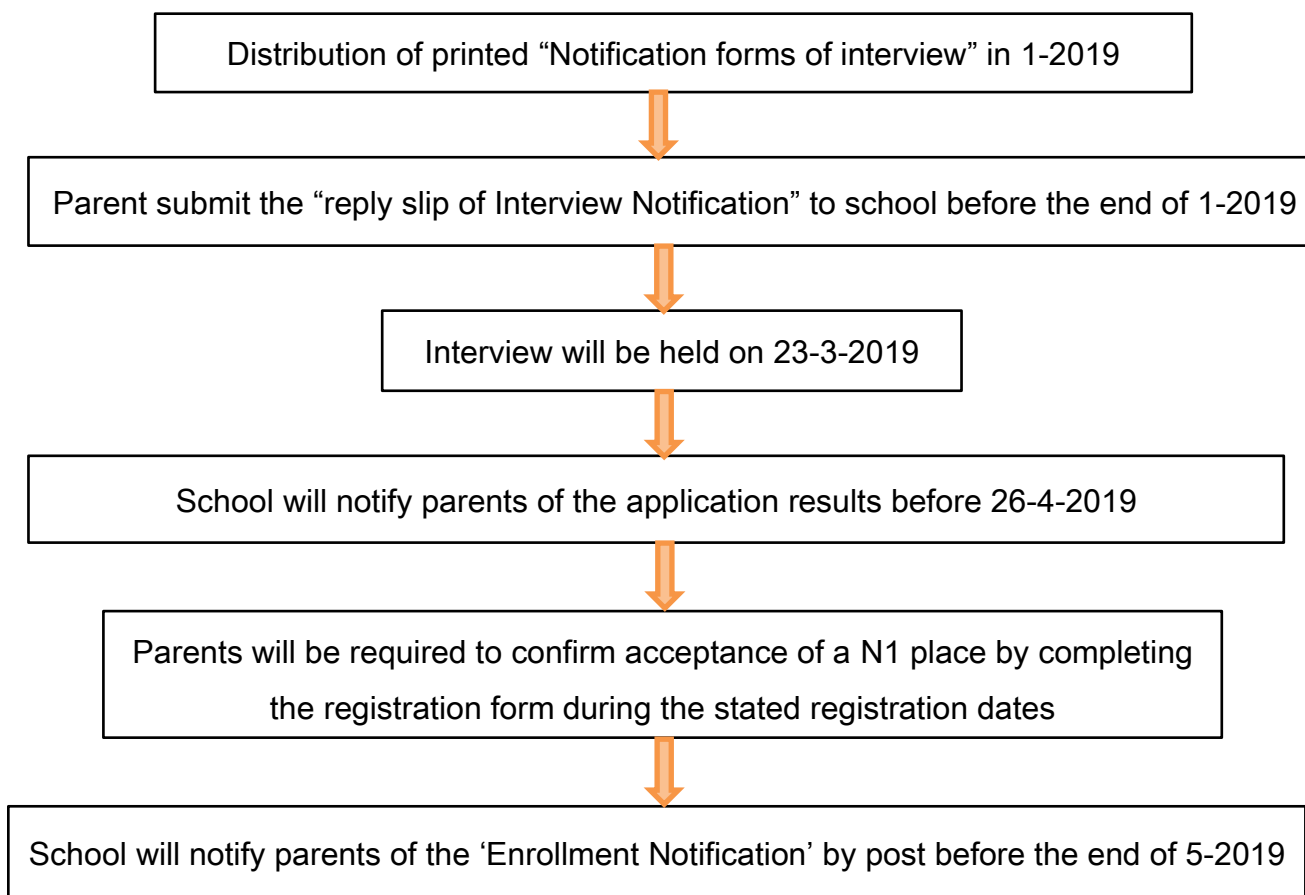 Distribution of printed “Notification forms of interview” in 1-2019
Parent submit the “reply slip of Interview Notification” to school before the end of 1-2019
Interview will be held on 23-3-2019
School will notify parents of the application results before 26-4-2019
Parents will be required to confirm acceptance of a N1 place by completing
the registration form during the stated registration dates
School will notify parents of the ‘Enrollment Notification’ by post before the end of 5-2019